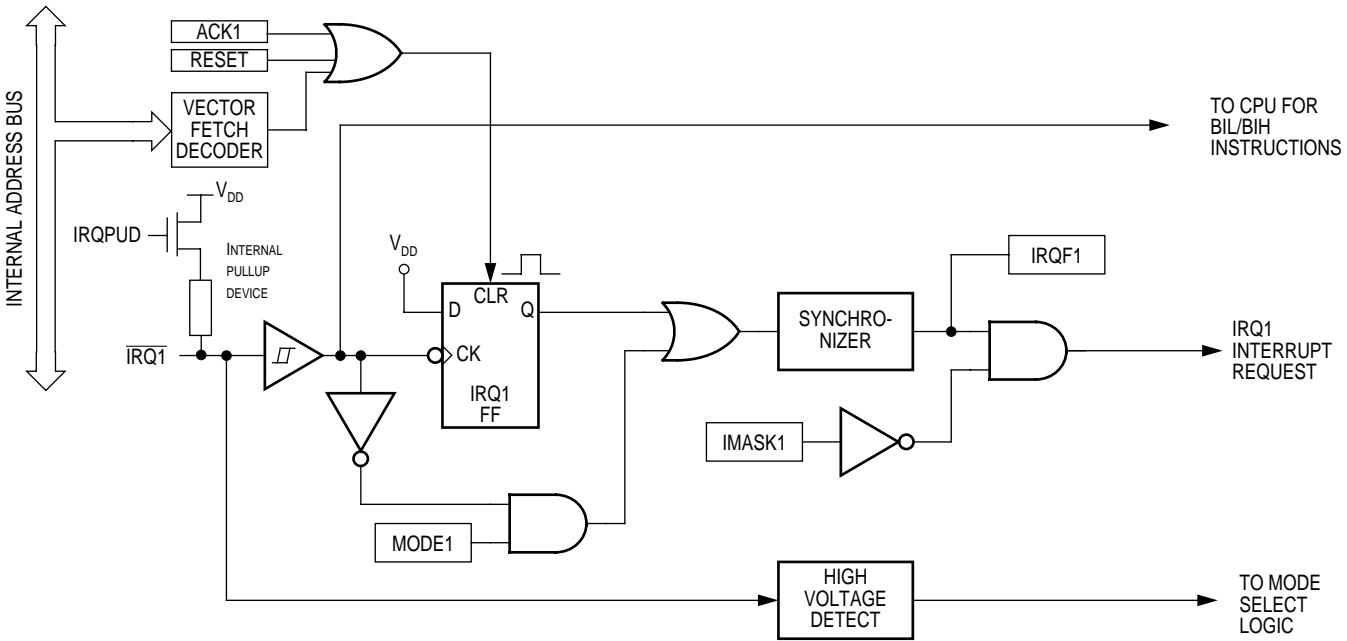 INTERNAL ADDRESS BUS
ACK1
RESET
VECTOR
FETCH
DECODER
TO CPU FOR
BIL/BIH
INSTRUCTIONS
VDD
IRQPUD
INTERNAL
PULLUP
DEVICE
VDD
CLR
D
Q
CK
IRQ1
FF
IRQ1
SYNCHRO-
NIZER
IRQF1
IRQ1
INTERRUPT
REQUEST
IMASK1
MODE1
HIGH
VOLTAGE
DETECT
TO MODE
SELECT
LOGIC